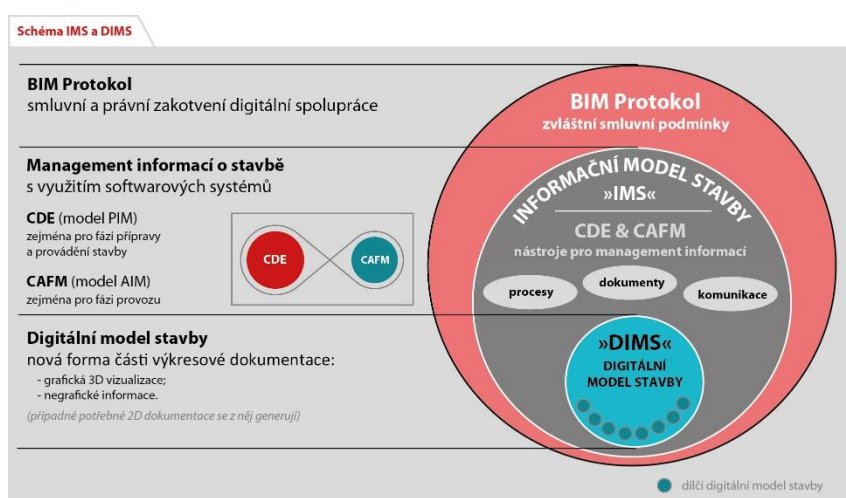 Schéma IMS a DIMS
BIM Protokol
smluvní a právní zakotvení digitální spolupráce
Management informací o stavbě
s využitím softwarových systémů
CDE (model PIM)
zejména pro fázi přípravy
a provádění stavby
CAFM (model AIM)
zejména pro fázi provozu
CDE
CAFM
Digitální model stavby
nová forma části výkresové dokumentace:
- grafická 3D vizualizace;
- negrafické informace.
(případné potřebné 2D dokumentace se z něj generují)
BIM Protokol
zvláštní smluvní podmínky
INFORMAČNÍ MODEL STAVBY
»IMS«
CDE & CAFM
nástroje pro management informací
procesy
dokumenty
komunikace
»DIMS«
DIGITÁLNÍ
MODEL STAVBY
dílčí digitální model stavby